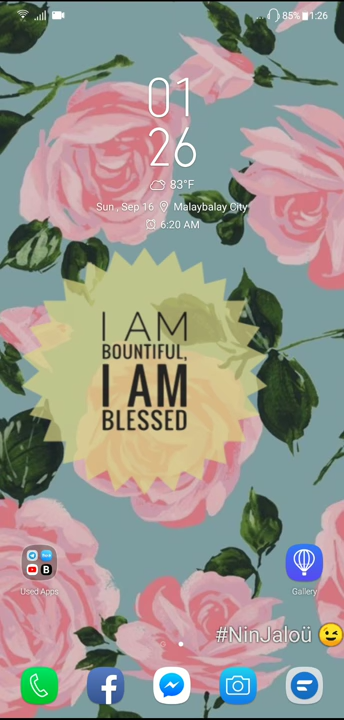 85% 1:26
01
26
83°F
Sun , Sep 16 Malaybalay City
6:20 AM
I AM
BOUNTIFUL,
I AM
BLESSED
Used Apps
Gallery
#NinJaloü 😉